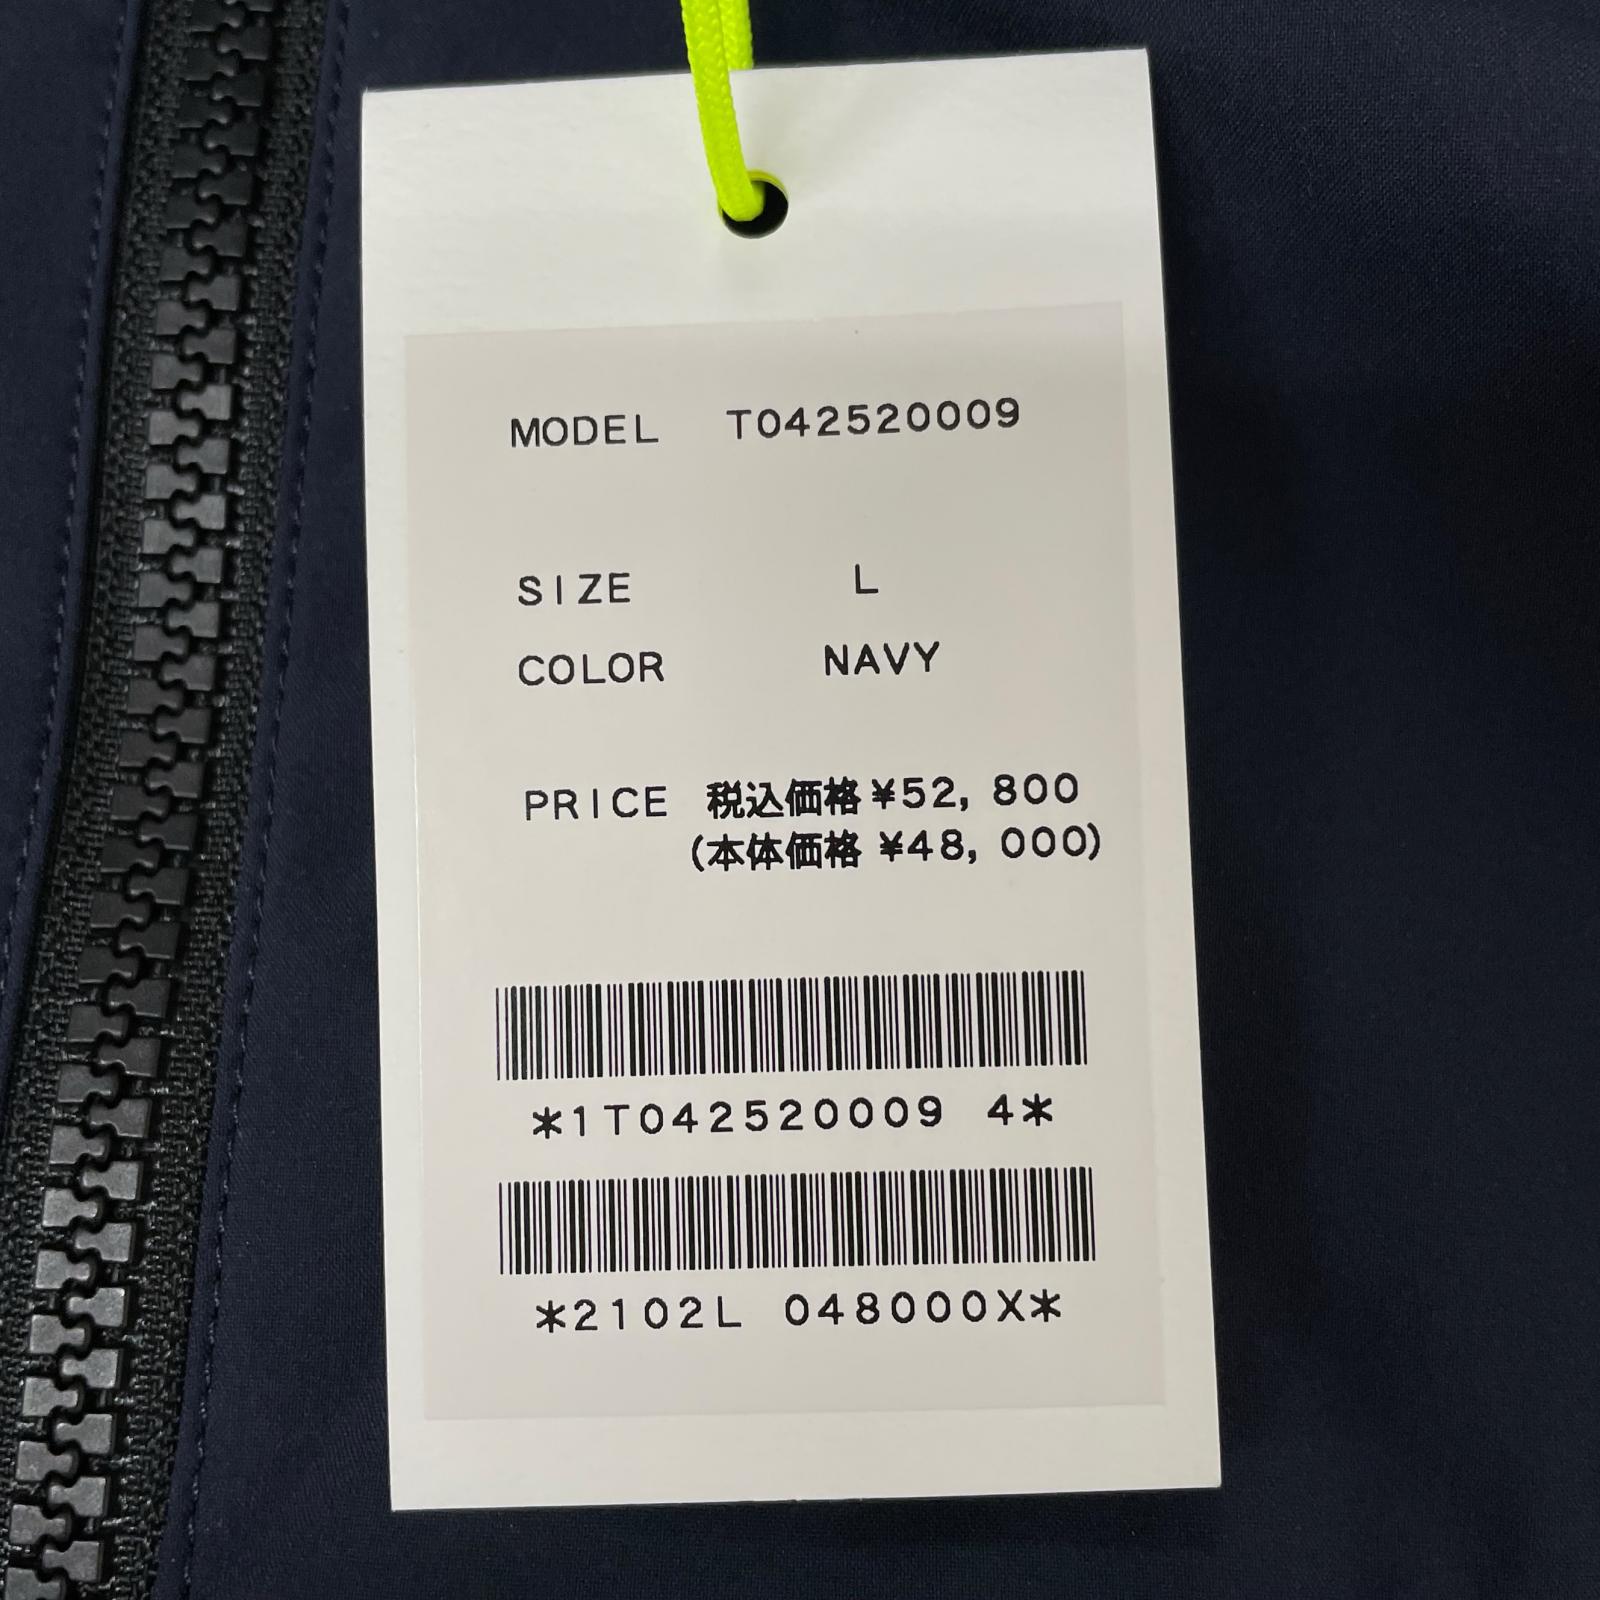 MODEL T042520009
SIZE L
COLOR NAVY
PRICE 税込価格 ¥52, 800
(本体価格 ¥48, 000)
*1T042520009 4*
*2102L 048000X*